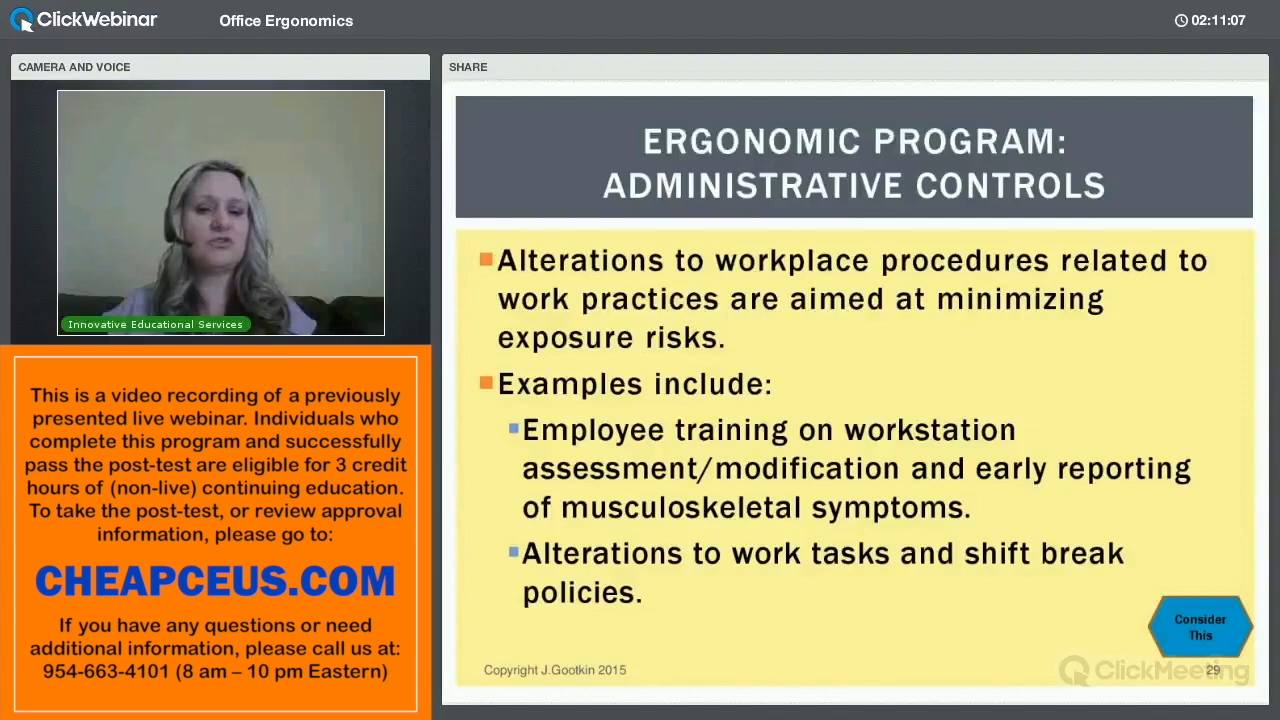 ClickWebinar
Office Ergonomics
02:11:07
CAMERA AND VOICE
Innovative Educational Services
This is a video recording of a previously
presented live webinar. Individuals who
complete this program and successfully
pass the post-test are eligible for 3 credit
hours of (non-live) continuing education.
To take the post-test, or review approval
information, please go to:
CHEAPCEUS.COM
If you have any questions or need
additional information, please call us at:
954-663-4101 (8 am – 10 pm Eastern)
SHARE
ERGONOMIC PROGRAM:
ADMINISTRATIVE CONTROLS
Alterations to workplace procedures related to
work practices are aimed at minimizing
exposure risks.
Examples include:
Employee training on workstation
assessment/modification and early reporting
of musculoskeletal symptoms.
Alterations to work tasks and shift break
policies.
Consider
This
Copyright J.Gootkin 2015
29
ClickMeeting